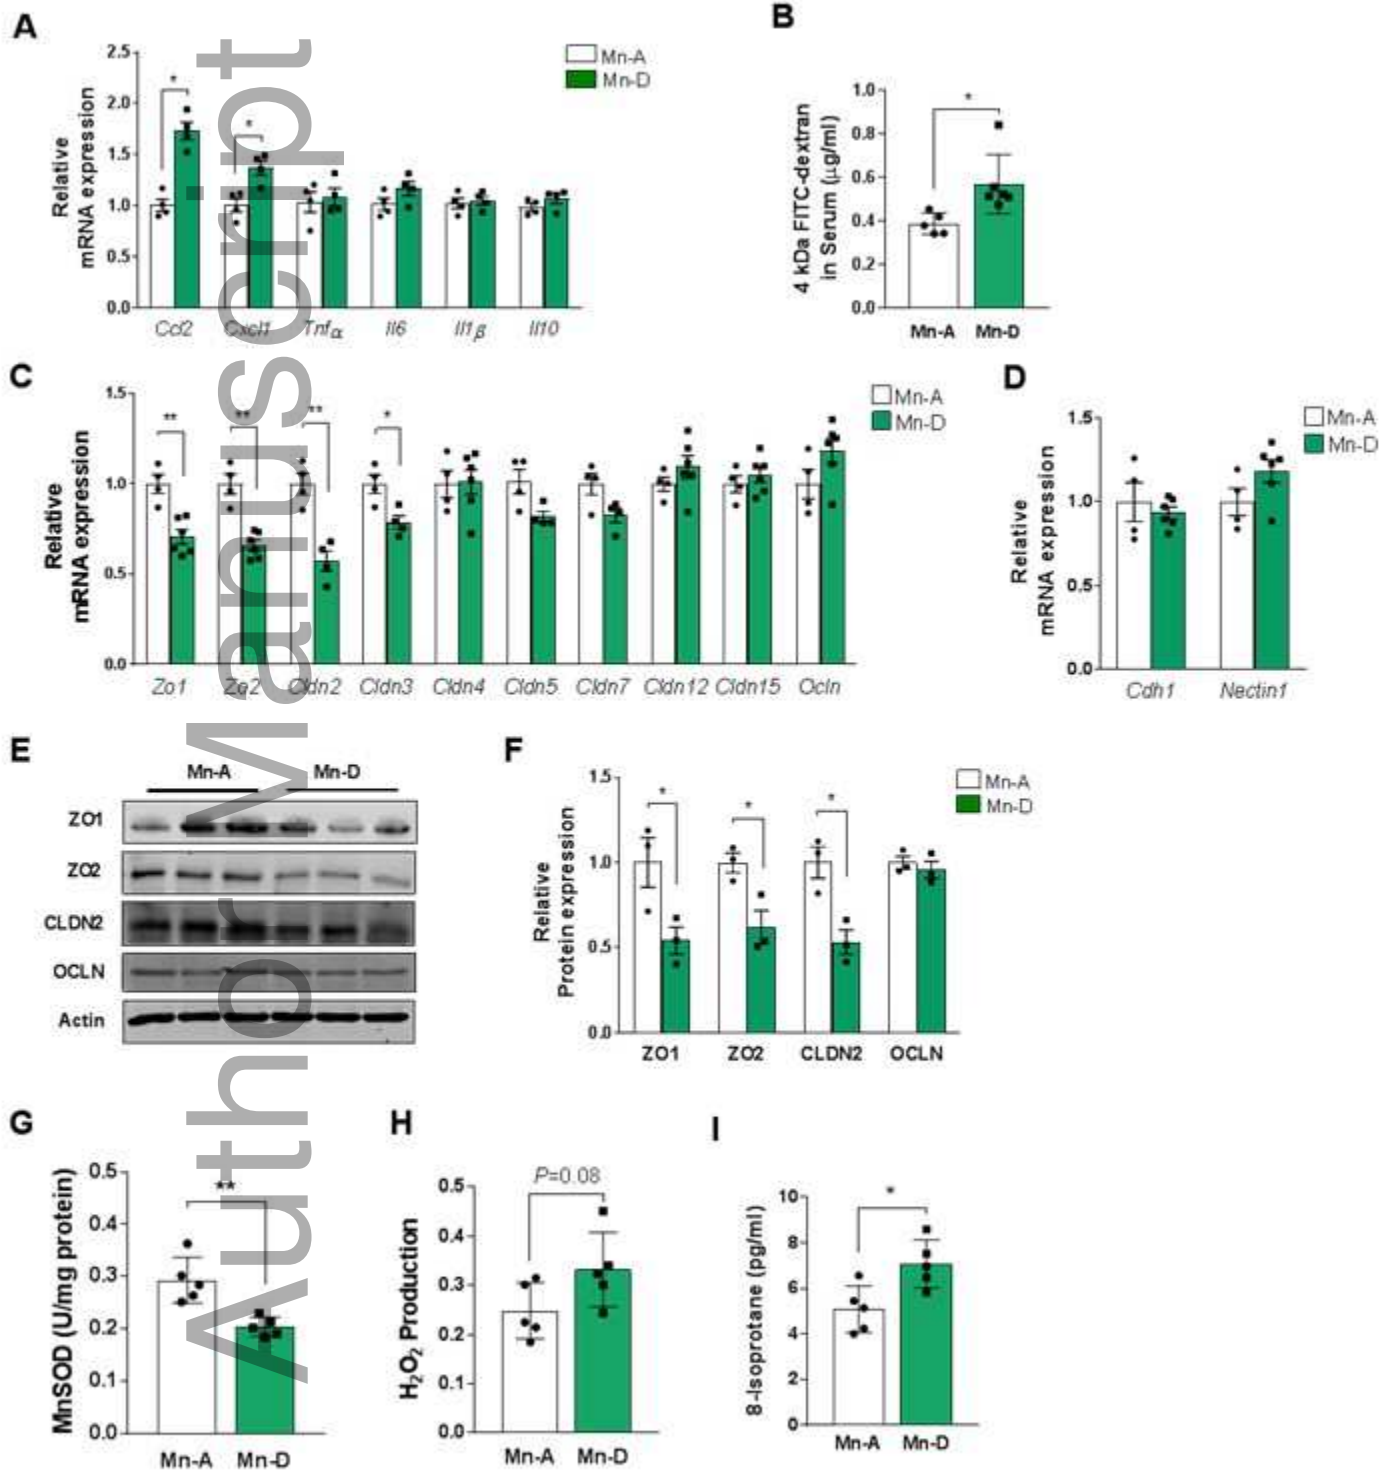 A
2.5
2.0
1.5
1.0
0.5
0.0
Relative
mRNA expression
*
*
Mn-A
Mn-D
Ccl2 Cxcl1 Tnfα Il6 Il1β Il10
B
1.0
0.8
0.6
0.4
0.2
0.0
4 kDa FITC-dextran
in Serum (µg/ml)
*
Mn-A Mn-D
C
1.5
1.0
0.5
0.0
Relative
mRNA expression
** ** ** *
Mn-A
Mn-D
Zo1 Zo2 Cldn2 Cldn3 Cldn4 Cldn5 Cldn7 Cldn12 Cldn15 Ocln
D
1.5
1.0
0.5
0.0
Relative
mRNA expression
Mn-A
Mn-D
Cdh1 Nectin1
E
Mn-A Mn-D
ZO1
ZO2
CLDN2
OCLN
Actin
F
1.5
1.0
0.5
0.0
Relative
Protein expression
* * *
Mn-A
Mn-D
ZO1 ZO2 CLDN2 OCLN
G
0.5
0.4
0.3
0.2
0.1
0.0
MnSOD (U/mg protein)
**
Mn-A Mn-D
H
0.5
0.4
0.3
0.2
0.1
0.0
H2O2 Production
P=0.08
Mn-A Mn-D
I
10
8
6
4
2
0
8-Isoprotane (pg/ml)
*
Mn-A Mn-D
Author Manuscript